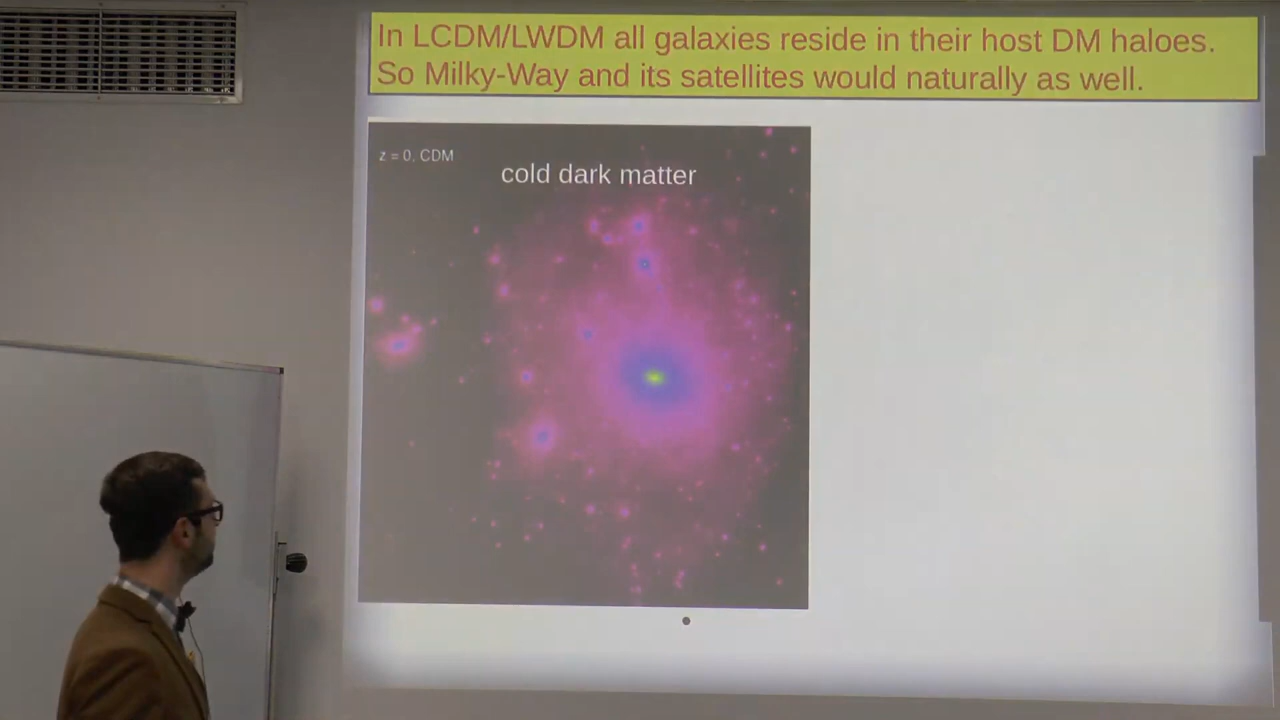 In LCDM/LWDM all galaxies reside in their host DM haloes.
So Milky-Way and its satellites would naturally as well.
z = 0, CDM
cold dark matter